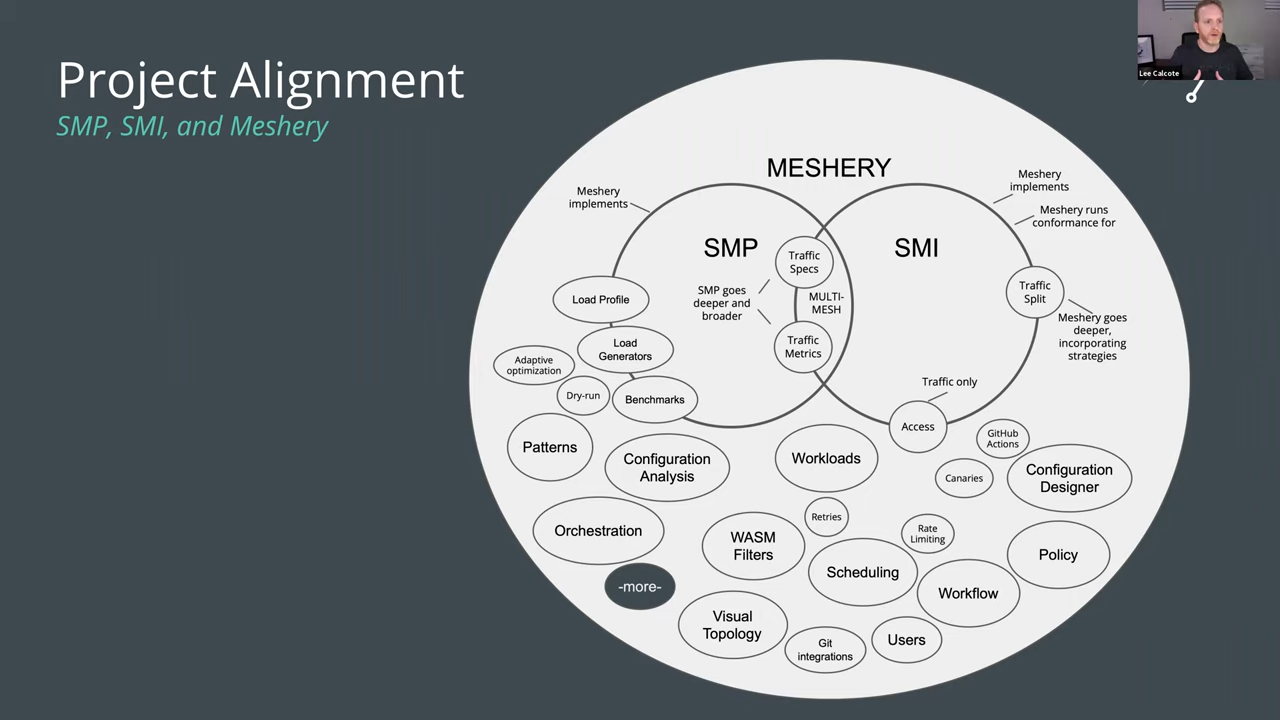 Project Alignment
SMP, SMI, and Meshery
Lee Calcote
MESHERY
Meshery
implements
Meshery
implements
Meshery runs
conformance for
SMP
SMI
Traffic
Specs
SMP goes
deeper and
broader
MULTI-
MESH
Traffic
Metrics
Traffic
Split
Meshery goes
deeper,
incorporating
strategies
Load Profile
Load
Generators
Adaptive
optimization
Dry-run
Benchmarks
Traffic only
Access
GitHub
Actions
Patterns
Configuration
Analysis
Workloads
Canaries
Configuration
Designer
Orchestration
WASM
Filters
Retries
Rate
Limiting
Scheduling
Policy
-more-
Workflow
Visual
Topology
Git
integrations
Users